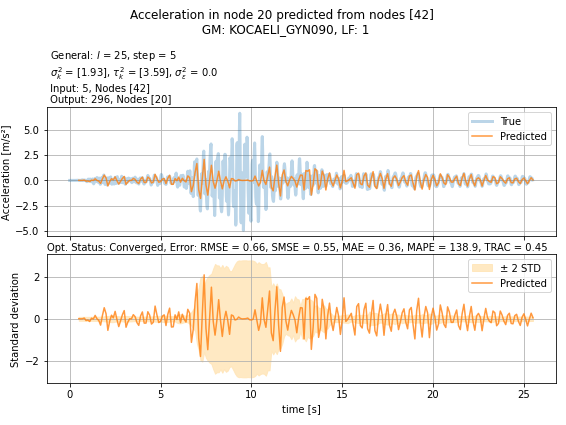 Acceleration in node 20 predicted from nodes [42]
GM: KOCAELI_GYN090, LF: 1
General: l = 25, step = 5
σ²ₖ = [1.93], τ²ₖ = [3.59], σ²ε = 0.0
Input: 5, Nodes [42]
Output: 296, Nodes [20]
True
Predicted
Acceleration [m/s²]
5.0
2.5
0.0
−2.5
−5.0
Opt. Status: Converged, Error: RMSE = 0.66, SMSE = 0.55, MAE = 0.36, MAPE = 138.9, TRAC = 0.45
± 2 STD
Predicted
Standard deviation
2
0
−2
0 5 10 15 20 25
time [s]